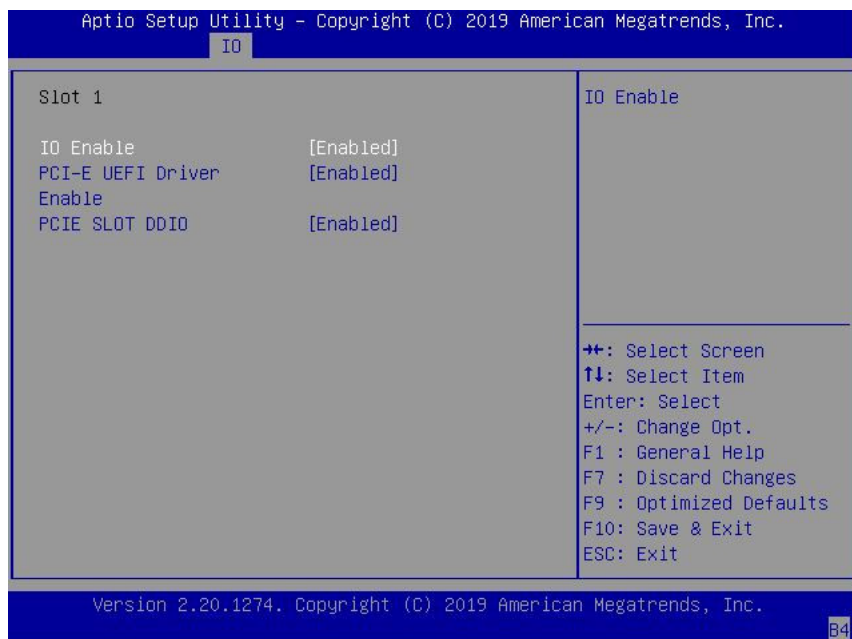 Aptio Setup Utility - Copyright (C) 2019 American Megatrends, Inc.
IO
Slot 1
IO Enable [Enabled]
PCI-E UEFI Driver [Enabled]
Enable
PCIE SLOT DDIO [Enabled]
IO Enable
→←: Select Screen
↑↓: Select Item
Enter: Select
+/-: Change Opt.
F1 : General Help
F7 : Discard Changes
F9 : Optimized Defaults
F10: Save & Exit
ESC: Exit
Version 2.20.1274. Copyright (C) 2019 American Megatrends, Inc.
B4